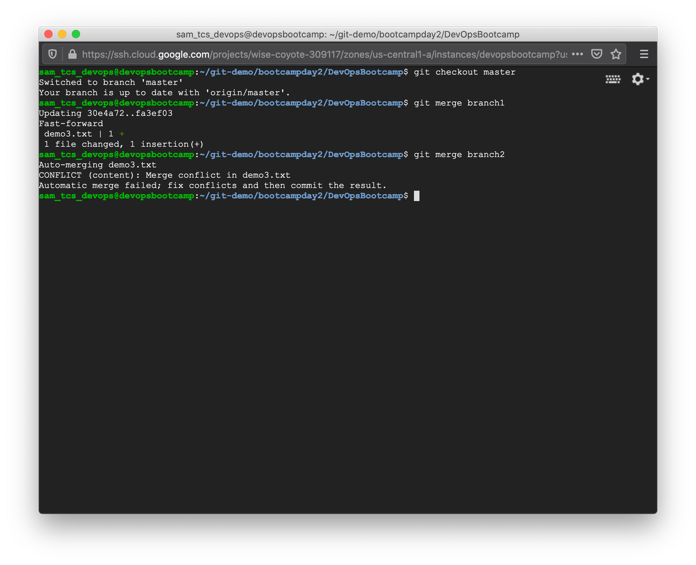 sam_tcs_devops@devopsbootcamp: ~/git-demo/bootcampday2/DevOpsBootcamp
https://ssh.cloud.google.com/projects/wise-coyote-309117/zones/us-central1-a/instances/devopsbootcamp?us
sam_tcs_devops@devopsbootcamp:~/git-demo/bootcampday2/DevOpsBootcamp$ git checkout master
Switched to branch 'master'
Your branch is up to date with 'origin/master'.
sam_tcs_devops@devopsbootcamp:~/git-demo/bootcampday2/DevOpsBootcamp$ git merge branch1
Updating 30e4a72..fa3ef03
Fast-forward
 demo3.txt | 1 +
 1 file changed, 1 insertion(+)
sam_tcs_devops@devopsbootcamp:~/git-demo/bootcampday2/DevOpsBootcamp$ git merge branch2
Auto-merging demo3.txt
CONFLICT (content): Merge conflict in demo3.txt
Automatic merge failed; fix conflicts and then commit the result.
sam_tcs_devops@devopsbootcamp:~/git-demo/bootcampday2/DevOpsBootcamp$